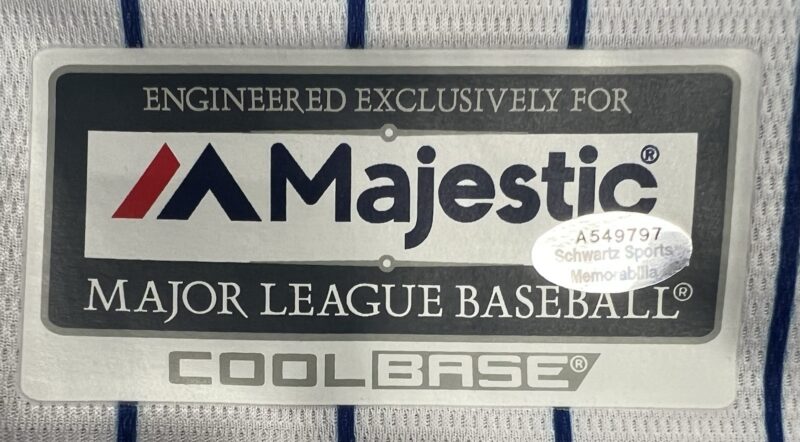 ENGINEERED EXCLUSIVELY FOR
Majestic®
A549797
Schwartz Sports
Memorabilia
MAJOR LEAGUE BASEBALL®
COOLBASE®